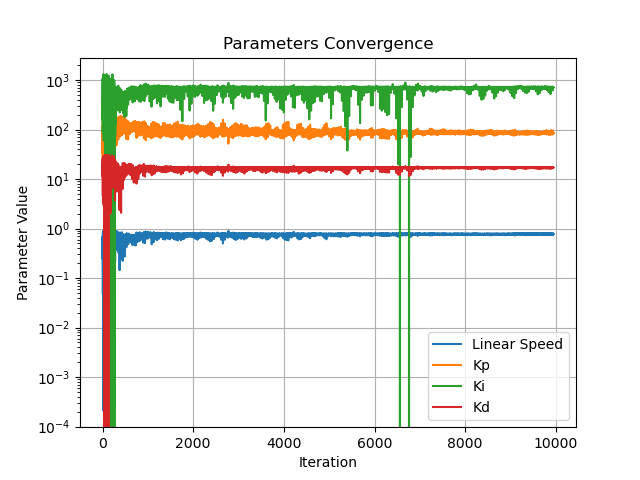 Parameters Convergence
Parameter Value
10³
10²
10¹
10⁰
10⁻¹
10⁻²
10⁻³
10⁻⁴
Linear Speed
Kp
Ki
Kd
0 2000 4000 6000 8000 10000
Iteration